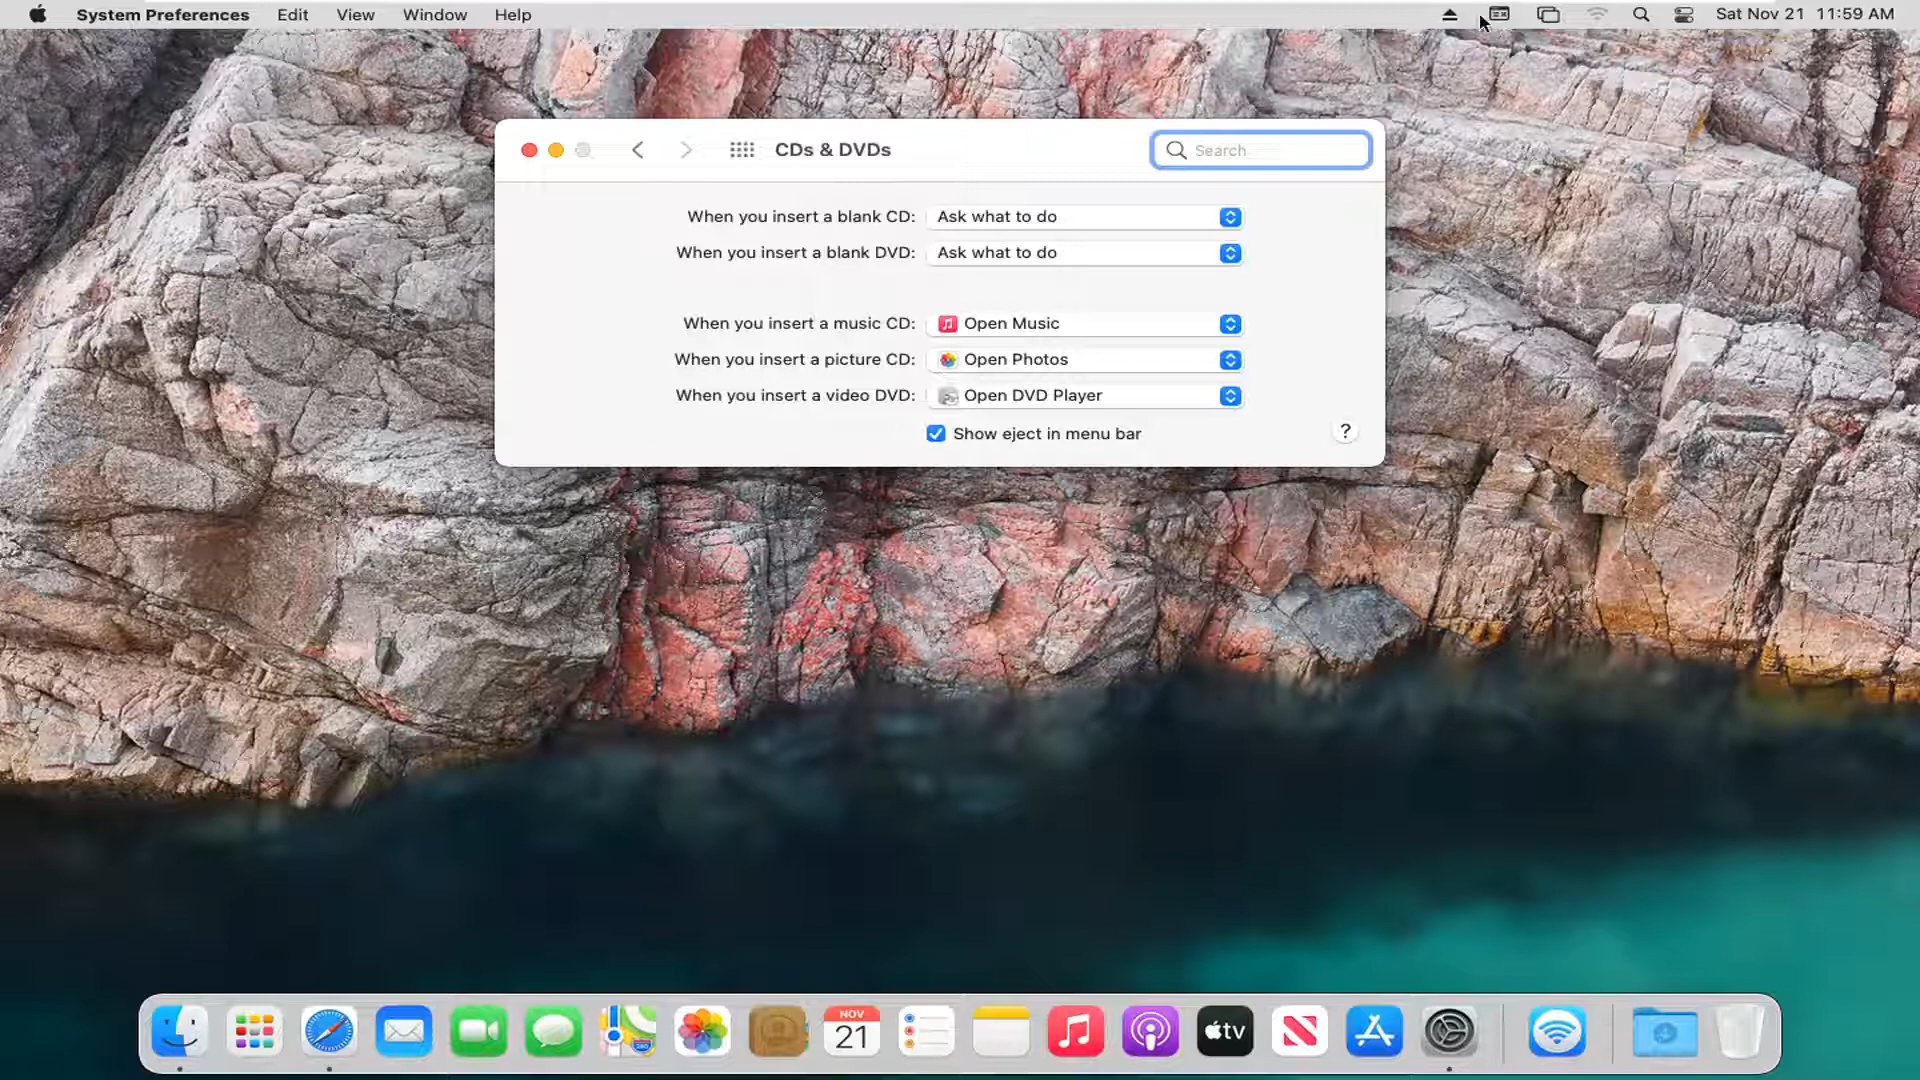 System Preferences Edit View Window Help Sat Nov 21 11:59 AM
CDs & DVDs Search
When you insert a blank CD: Ask what to do
When you insert a blank DVD: Ask what to do
When you insert a music CD: Open Music
When you insert a picture CD: Open Photos
When you insert a video DVD: Open DVD Player
Show eject in menu bar ?
NOV
21
tv